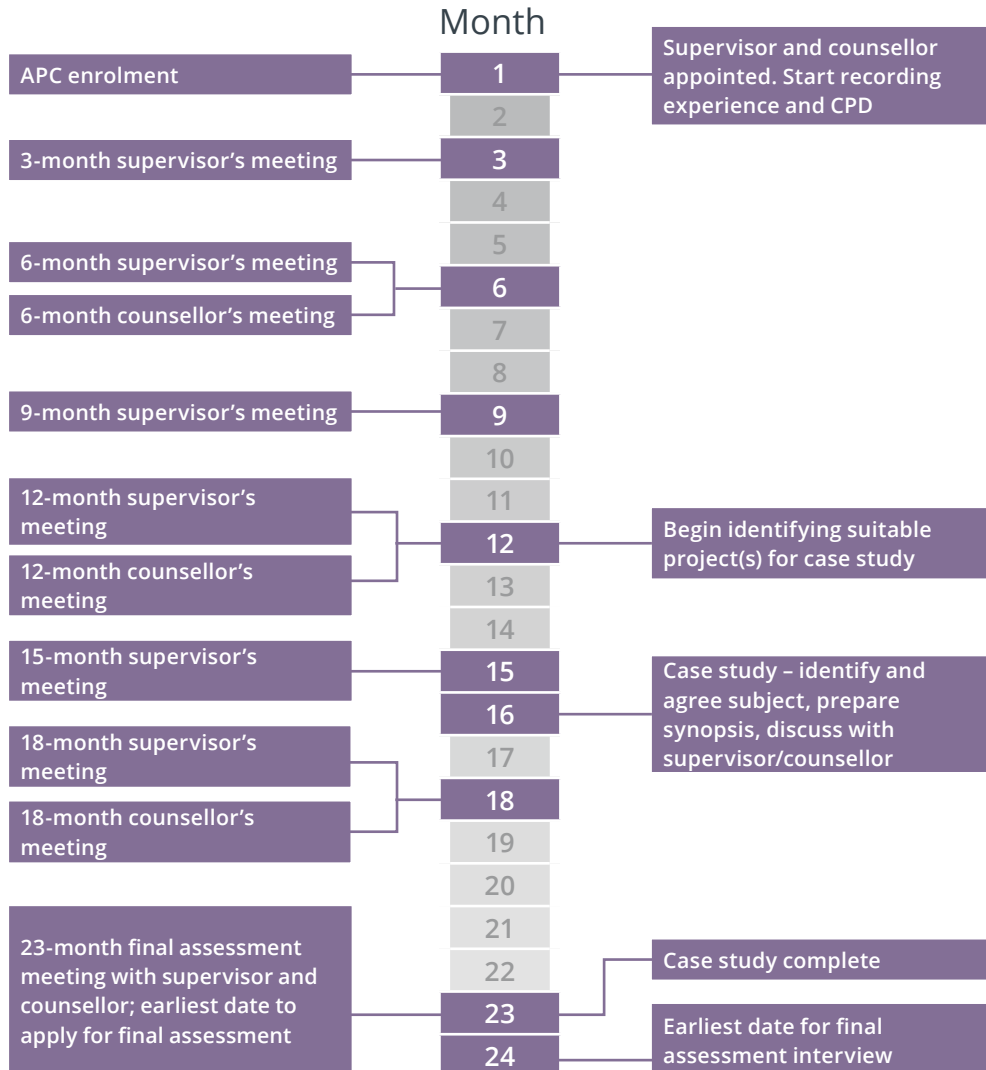 Month
APC enrolment
1
Supervisor and counsellor
appointed. Start recording
experience and CPD
2
3-month supervisor’s meeting
3
4
5
6-month supervisor’s meeting
6-month counsellor’s meeting
6
7
8
9-month supervisor’s meeting
9
10
11
12-month supervisor’s
meeting
12-month counsellor’s
meeting
12
Begin identifying suitable
project(s) for case study
13
14
15-month supervisor’s
meeting
15
16
Case study – identify and
agree subject, prepare
synopsis, discuss with
supervisor/counsellor
17
18-month supervisor’s
meeting
18-month counsellor’s
meeting
18
19
20
21
22
23-month final assessment
meeting with supervisor and
counsellor; earliest date to
apply for final assessment
23
Case study complete
24
Earliest date for final
assessment interview